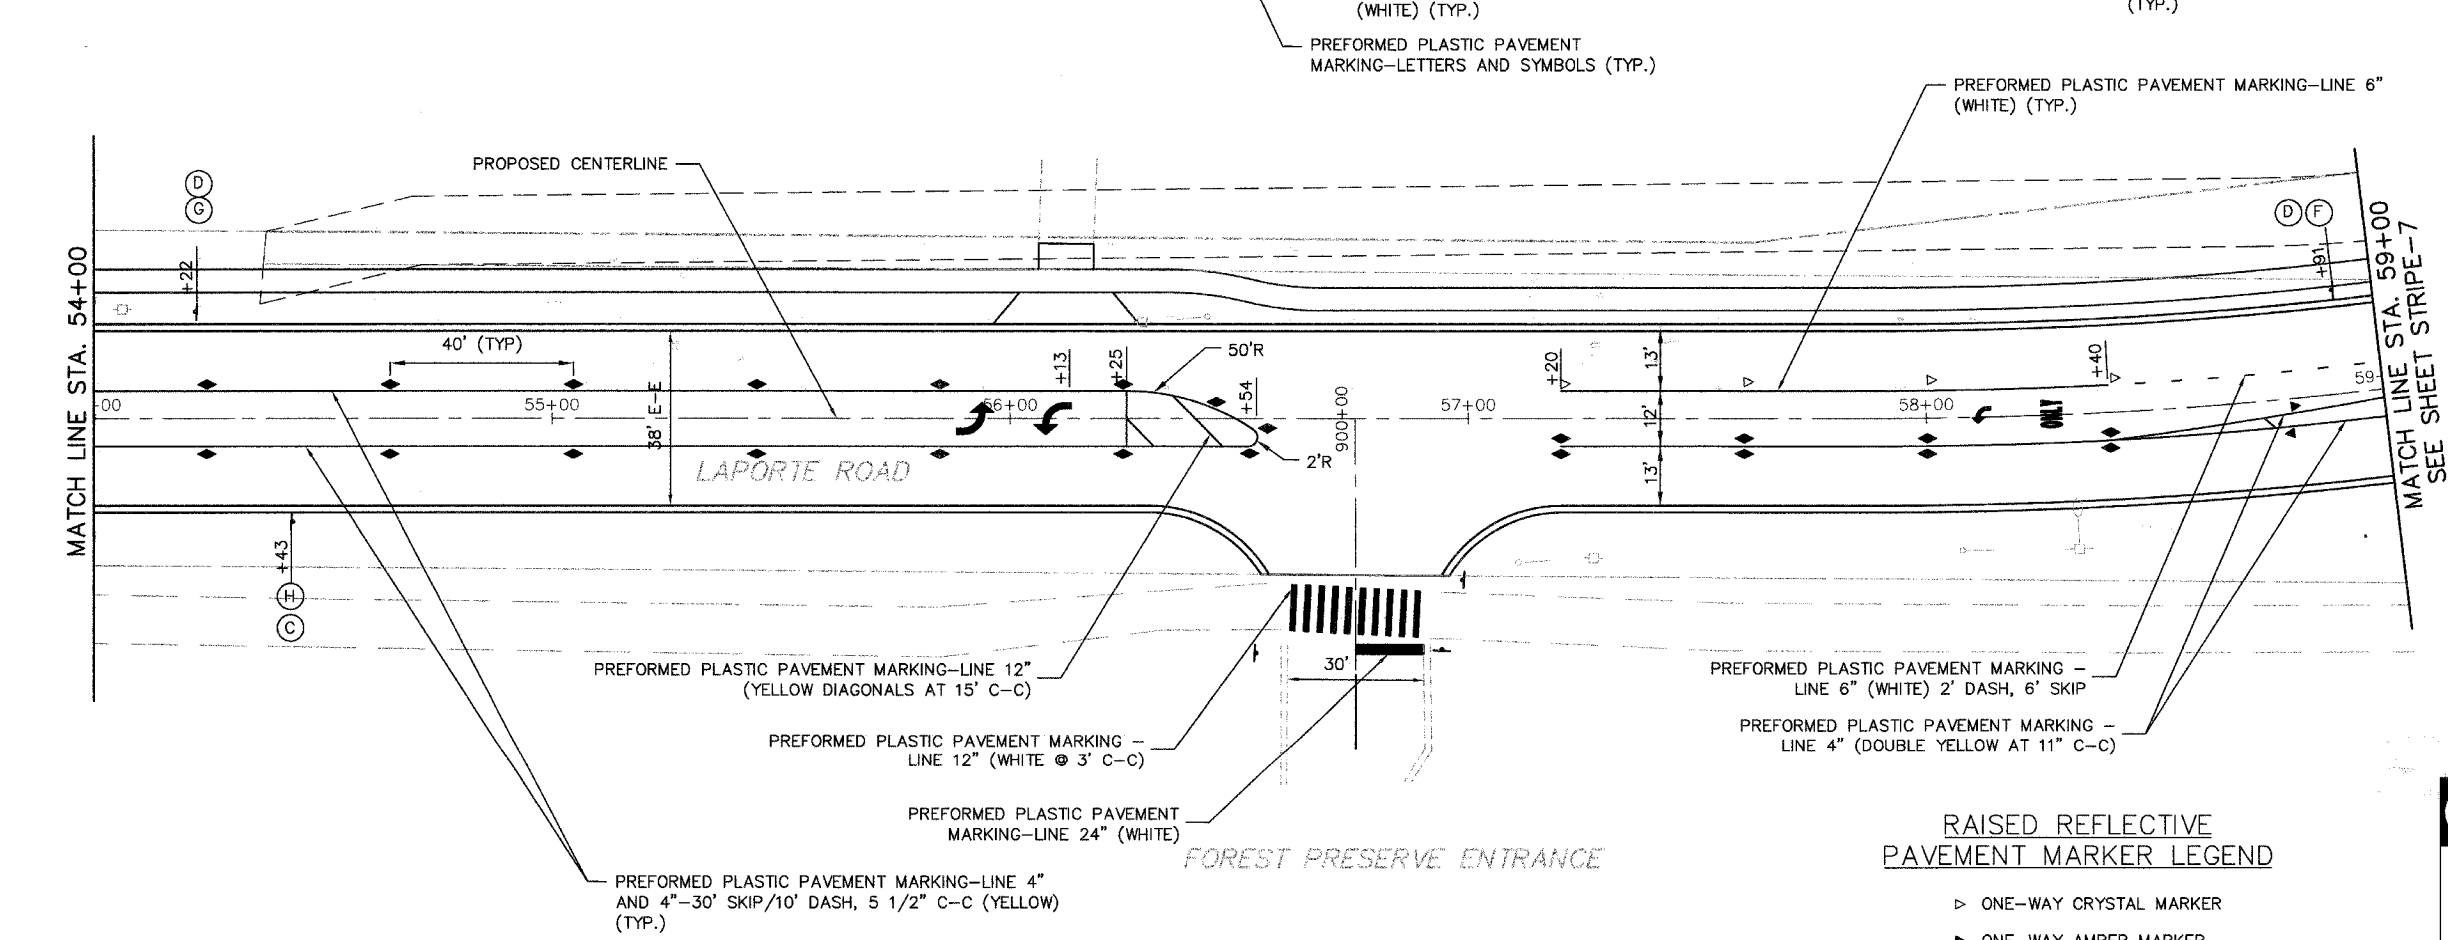 (WHITE) (TYP.)
(TYP.)
PREFORMED PLASTIC PAVEMENT
MARKING–LETTERS AND SYMBOLS (TYP.)
PREFORMED PLASTIC PAVEMENT MARKING–LINE 6"
(WHITE) (TYP.)
PROPOSED CENTERLINE
D
G
D F
+22
+91
MATCH LINE STA. 54+00
MATCH LINE STA. 59+00
SEE SHEET STRIPE–7
40' (TYP)
38' E–E
+13
+25
50'R
+54
+20
13'
+40
00
55+00
56+00
900+00
57+00
12'
58+00
ONLY
59
2'R
13'
LAPORTE ROAD
+43
H
C
30'
PREFORMED PLASTIC PAVEMENT MARKING–LINE 12"
(YELLOW DIAGONALS AT 15' C–C)
PREFORMED PLASTIC PAVEMENT MARKING –
LINE 6" (WHITE) 2' DASH, 6' SKIP
PREFORMED PLASTIC PAVEMENT MARKING –
LINE 12" (WHITE @ 3' C–C)
PREFORMED PLASTIC PAVEMENT MARKING –
LINE 4" (DOUBLE YELLOW AT 11" C–C)
PREFORMED PLASTIC PAVEMENT
MARKING–LINE 24" (WHITE)
FOREST PRESERVE ENTRANCE
PREFORMED PLASTIC PAVEMENT MARKING–LINE 4"
AND 4"–30' SKIP/10' DASH, 5 1/2" C–C (YELLOW)
(TYP.)
RAISED REFLECTIVE
PAVEMENT MARKER LEGEND
ONE–WAY CRYSTAL MARKER
ONE–WAY AMBER MARKER